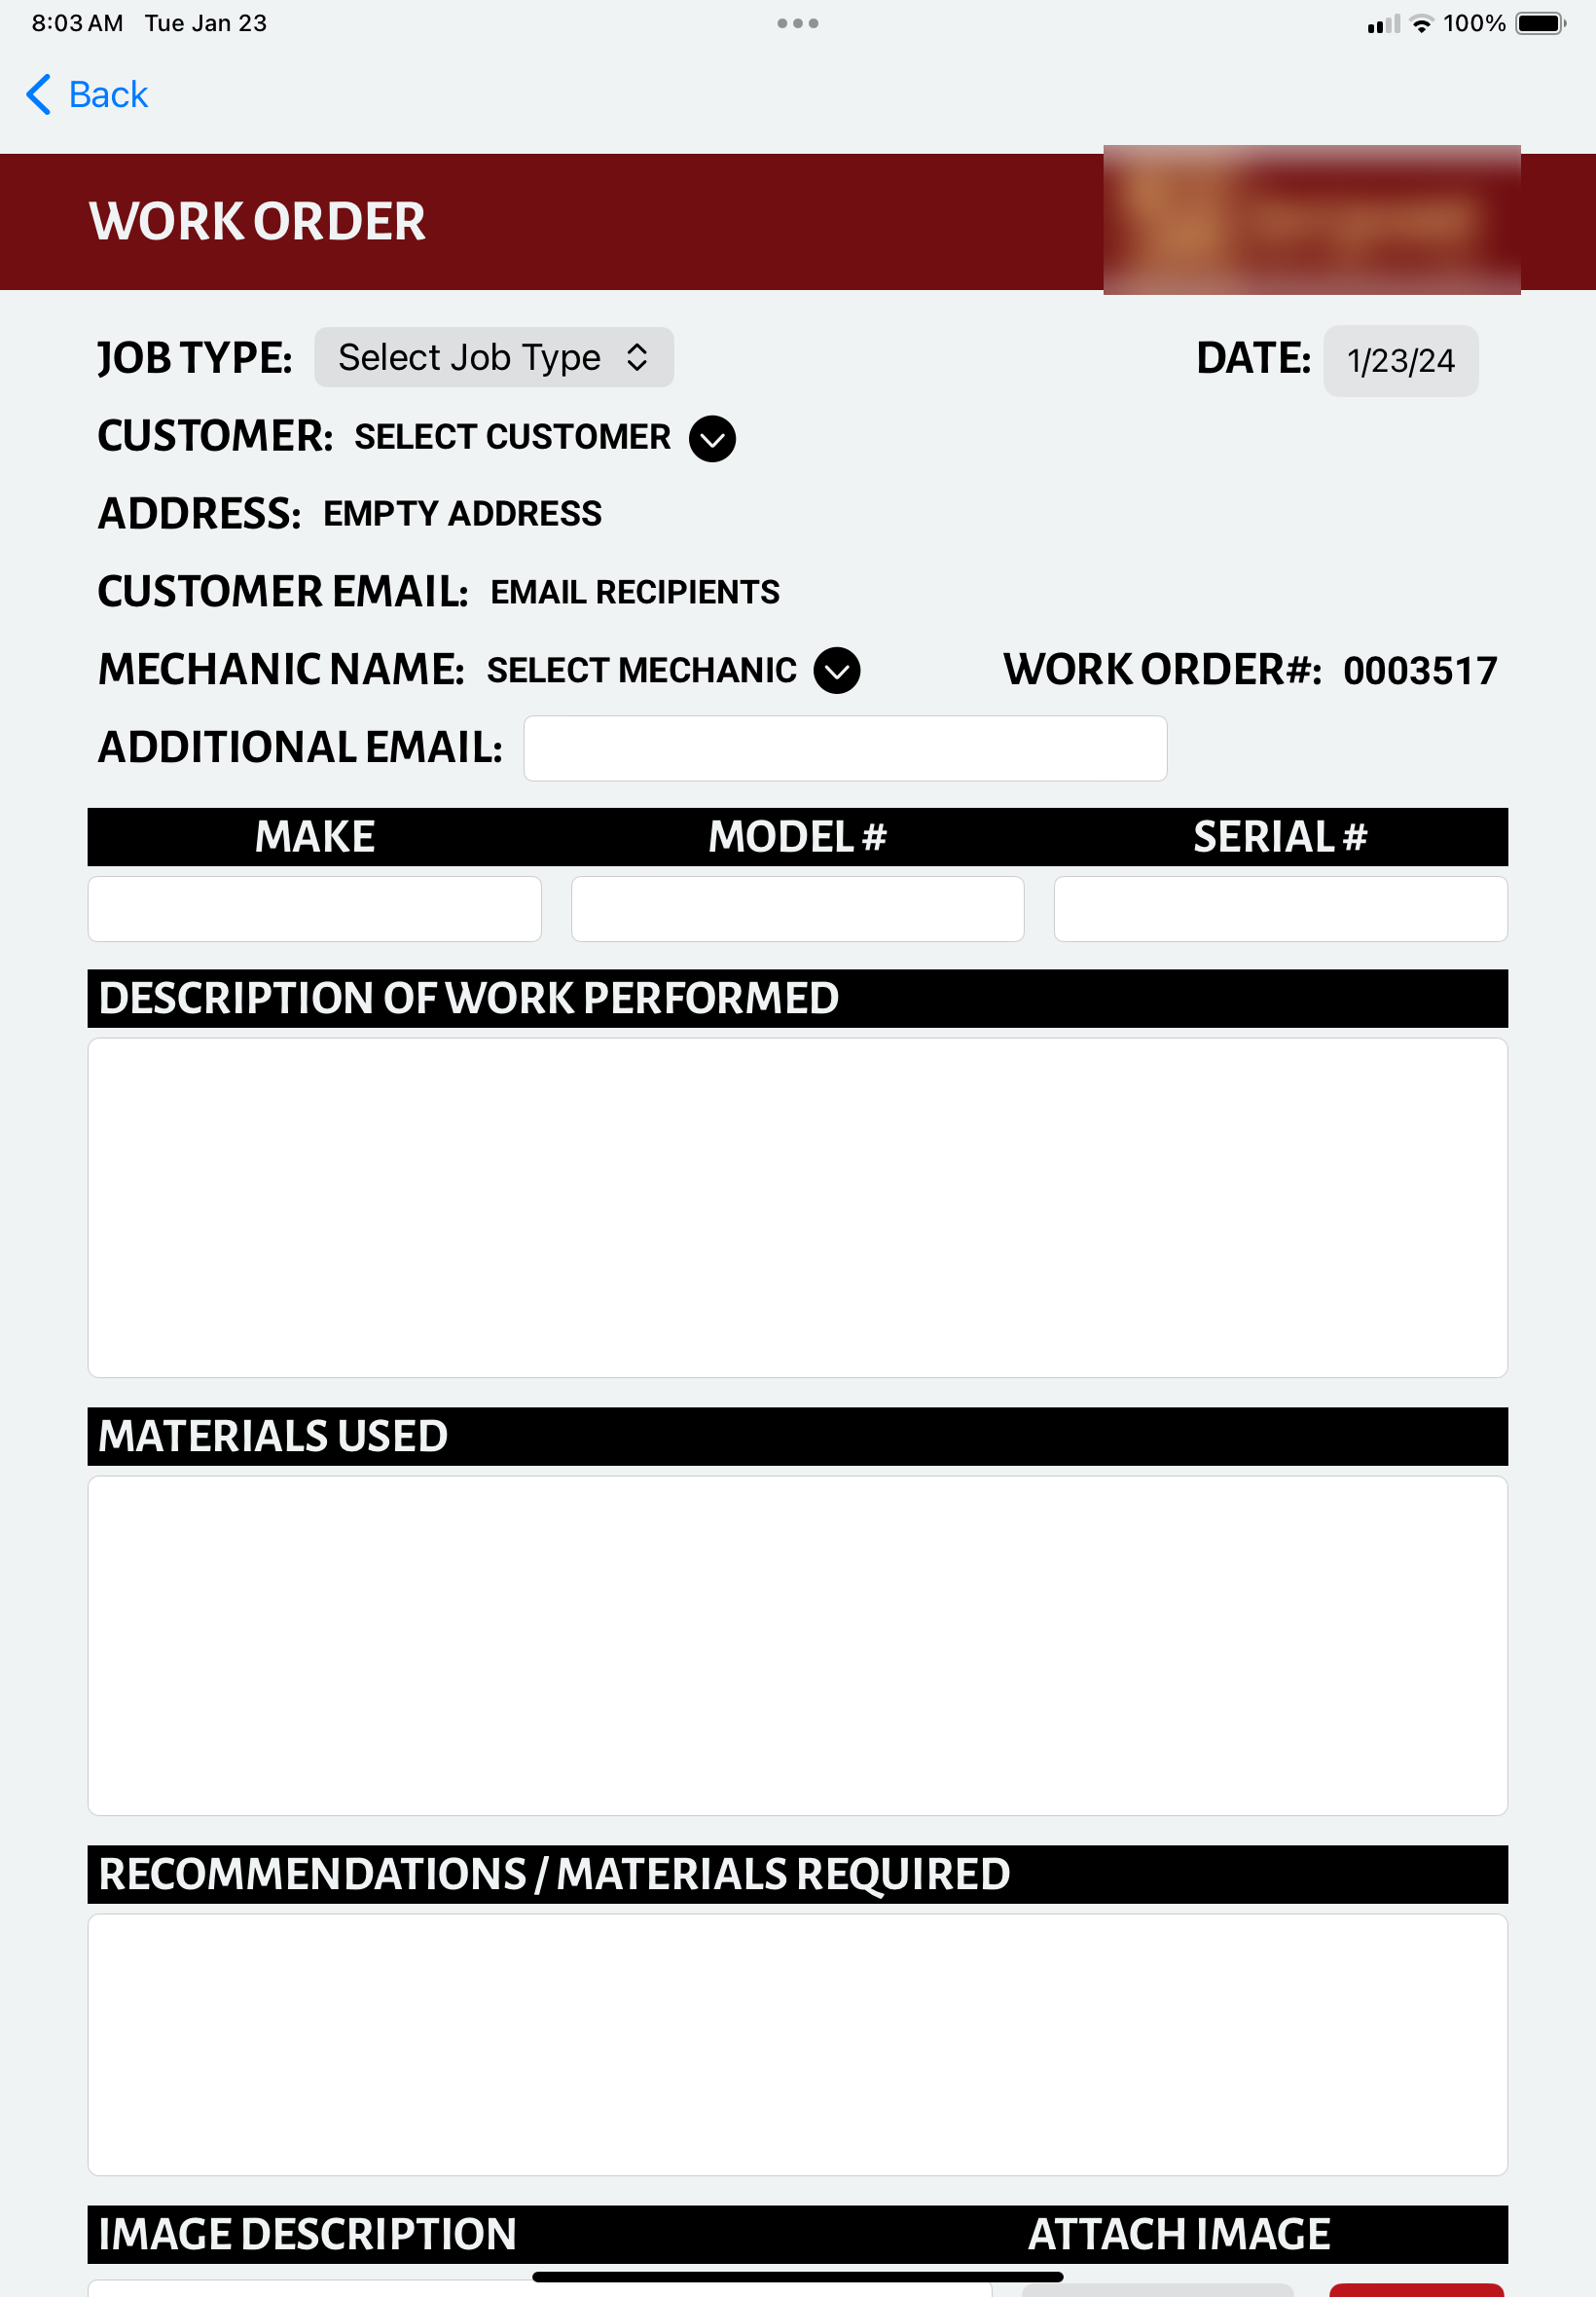 8:03 AM Tue Jan 23 100%
Back
WORK ORDER
JOB TYPE: Select Job Type DATE: 1/23/24
CUSTOMER: SELECT CUSTOMER
ADDRESS: EMPTY ADDRESS
CUSTOMER EMAIL: EMAIL RECIPIENTS
MECHANIC NAME: SELECT MECHANIC WORK ORDER#: 0003517
ADDITIONAL EMAIL:
MAKE MODEL # SERIAL #
DESCRIPTION OF WORK PERFORMED
MATERIALS USED
RECOMMENDATIONS / MATERIALS REQUIRED
IMAGE DESCRIPTION ATTACH IMAGE